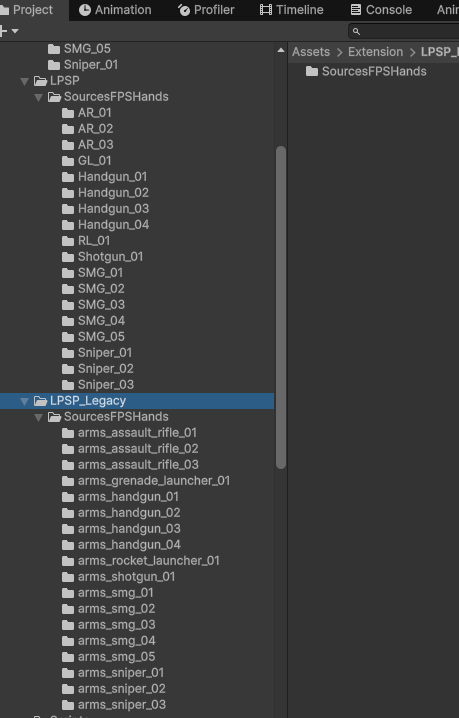 Project
Animation
Profiler
Timeline
Console
Assets > Extension >
SourcesFPSHands
SMG_05
Sniper_01
LPSP
SourcesFPSHands
AR_01
AR_02
AR_03
GL_01
Handgun_01
Handgun_02
Handgun_03
Handgun_04
RL_01
Shotgun_01
SMG_01
SMG_02
SMG_03
SMG_04
SMG_05
Sniper_01
Sniper_02
Sniper_03
LPSP_Legacy
SourcesFPSHands
arms_assault_rifle_01
arms_assault_rifle_02
arms_assault_rifle_03
arms_grenade_launcher_01
arms_handgun_01
arms_handgun_02
arms_handgun_03
arms_handgun_04
arms_rocket_launcher_01
arms_shotgun_01
arms_smg_01
arms_smg_02
arms_smg_03
arms_smg_04
arms_smg_05
arms_sniper_01
arms_sniper_02
arms_sniper_03